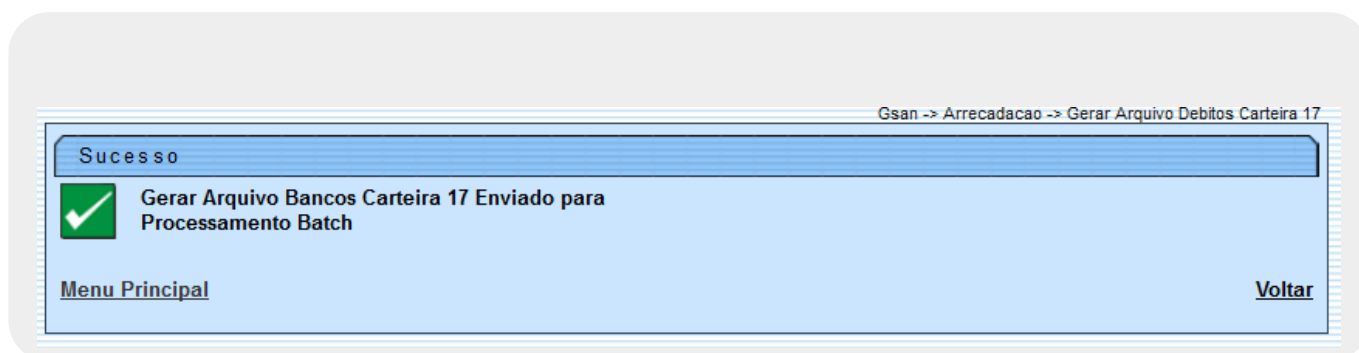 Gsan -> Arrecadacao -> Gerar Arquivo Debitos Carteira 17
Sucesso
Gerar Arquivo Bancos Carteira 17 Enviado para
Processamento Batch
Menu Principal
Voltar